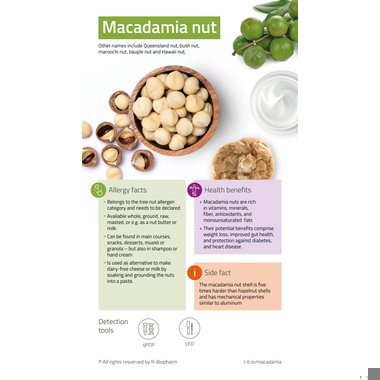 Macadamia nut
Other names include Queensland nut, bush nut,
maroochi nut, bauple nut and Hawaii nut.
Allergy facts
• Belongs to the tree nut allergen
category and needs to be declared
• Available whole, ground, raw,
roasted, or e.g. as a nut butter or
milk
• Can be found in main courses,
snacks, desserts, muesli or
granola – but also in shampoo or
hand cream
• Is used as alternative to make
dairy-free cheese or milk by
soaking and grounding the nuts
into a paste.
Health benefits
• Macadamia nuts are rich
in vitamins, minerals,
fiber, antioxidants, and
monounsaturated fats
• Their potential benefits comprise
weight loss, improved gut health,
and protection against diabetes,
and heart disease
Side fact
The macadamia nut shell is five
times harder than hazelnut shells
and has mechanical properties
similar to aluminum
Detection
tools
qPCR
LFD
© All rights resverved by R-Biopharm
r-b.io/macadamia